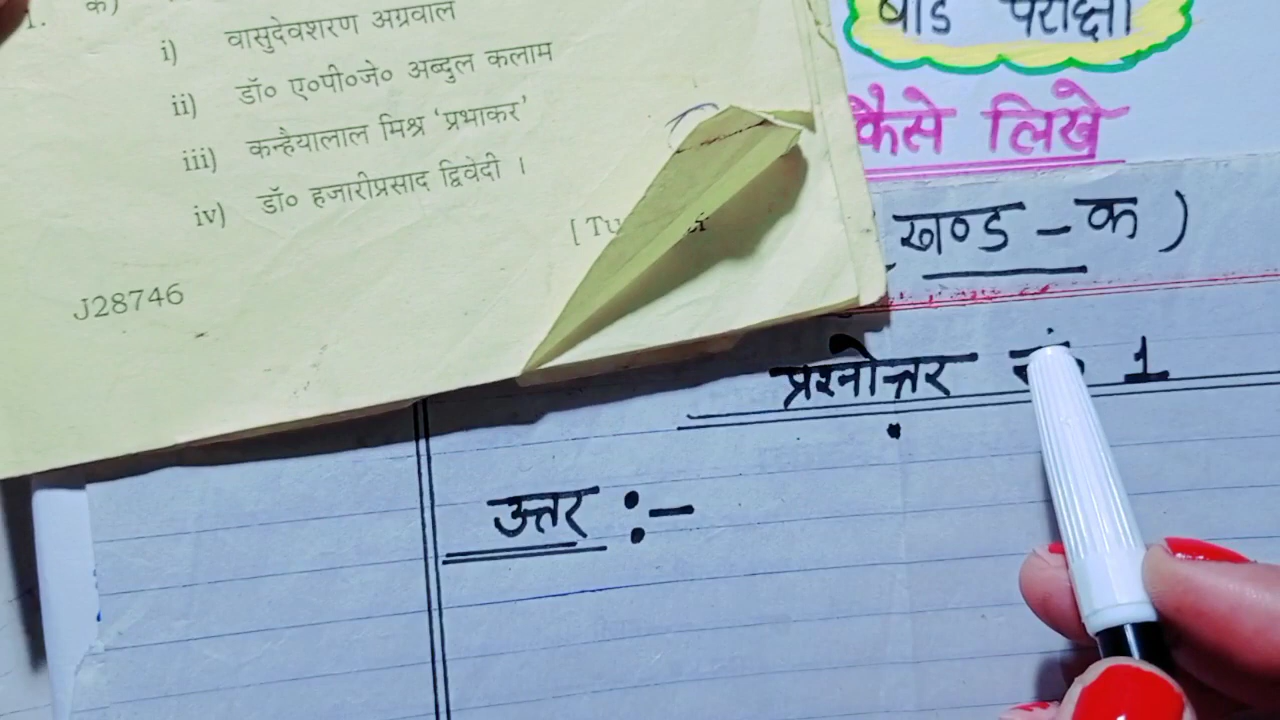 1. क)
i) वासुदेवशरण अग्रवाल
ii) डॉ० ए०पी०जे० अब्दुल कलाम
iii) कन्हैयालाल मिश्र 'प्रभाकर'
iv) डॉ० हजारीप्रसाद द्विवेदी ।
[ Tu
J28746
बोर्ड परीक्षा
कैसे लिखे
( खण्ड - क )
प्रश्नोत्तर सं 1
उत्तर :-